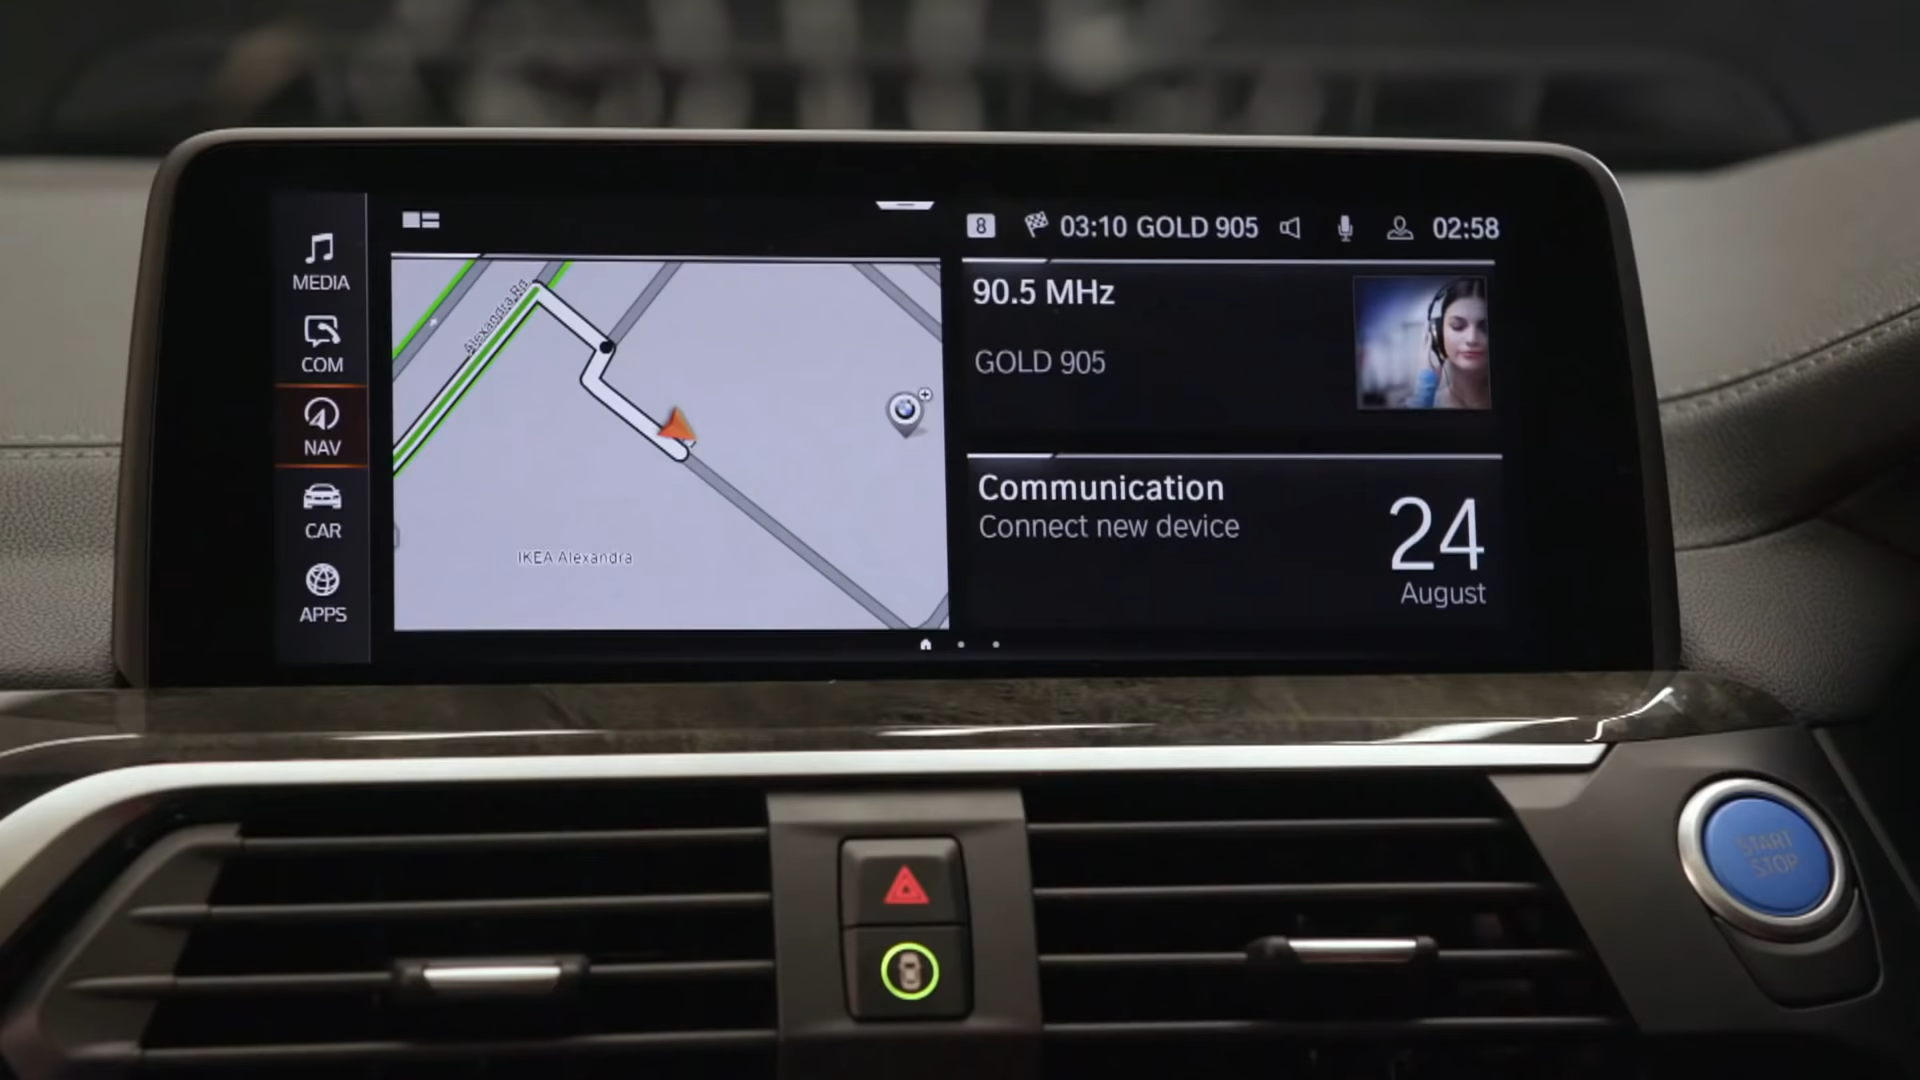 MEDIA
COM
NAV
CAR
APPS
8 03:10 GOLD 905 02:58
Alexandra Rd
IKEA Alexandra
90.5 MHz
GOLD 905
Communication
Connect new device
24
August
START
STOP